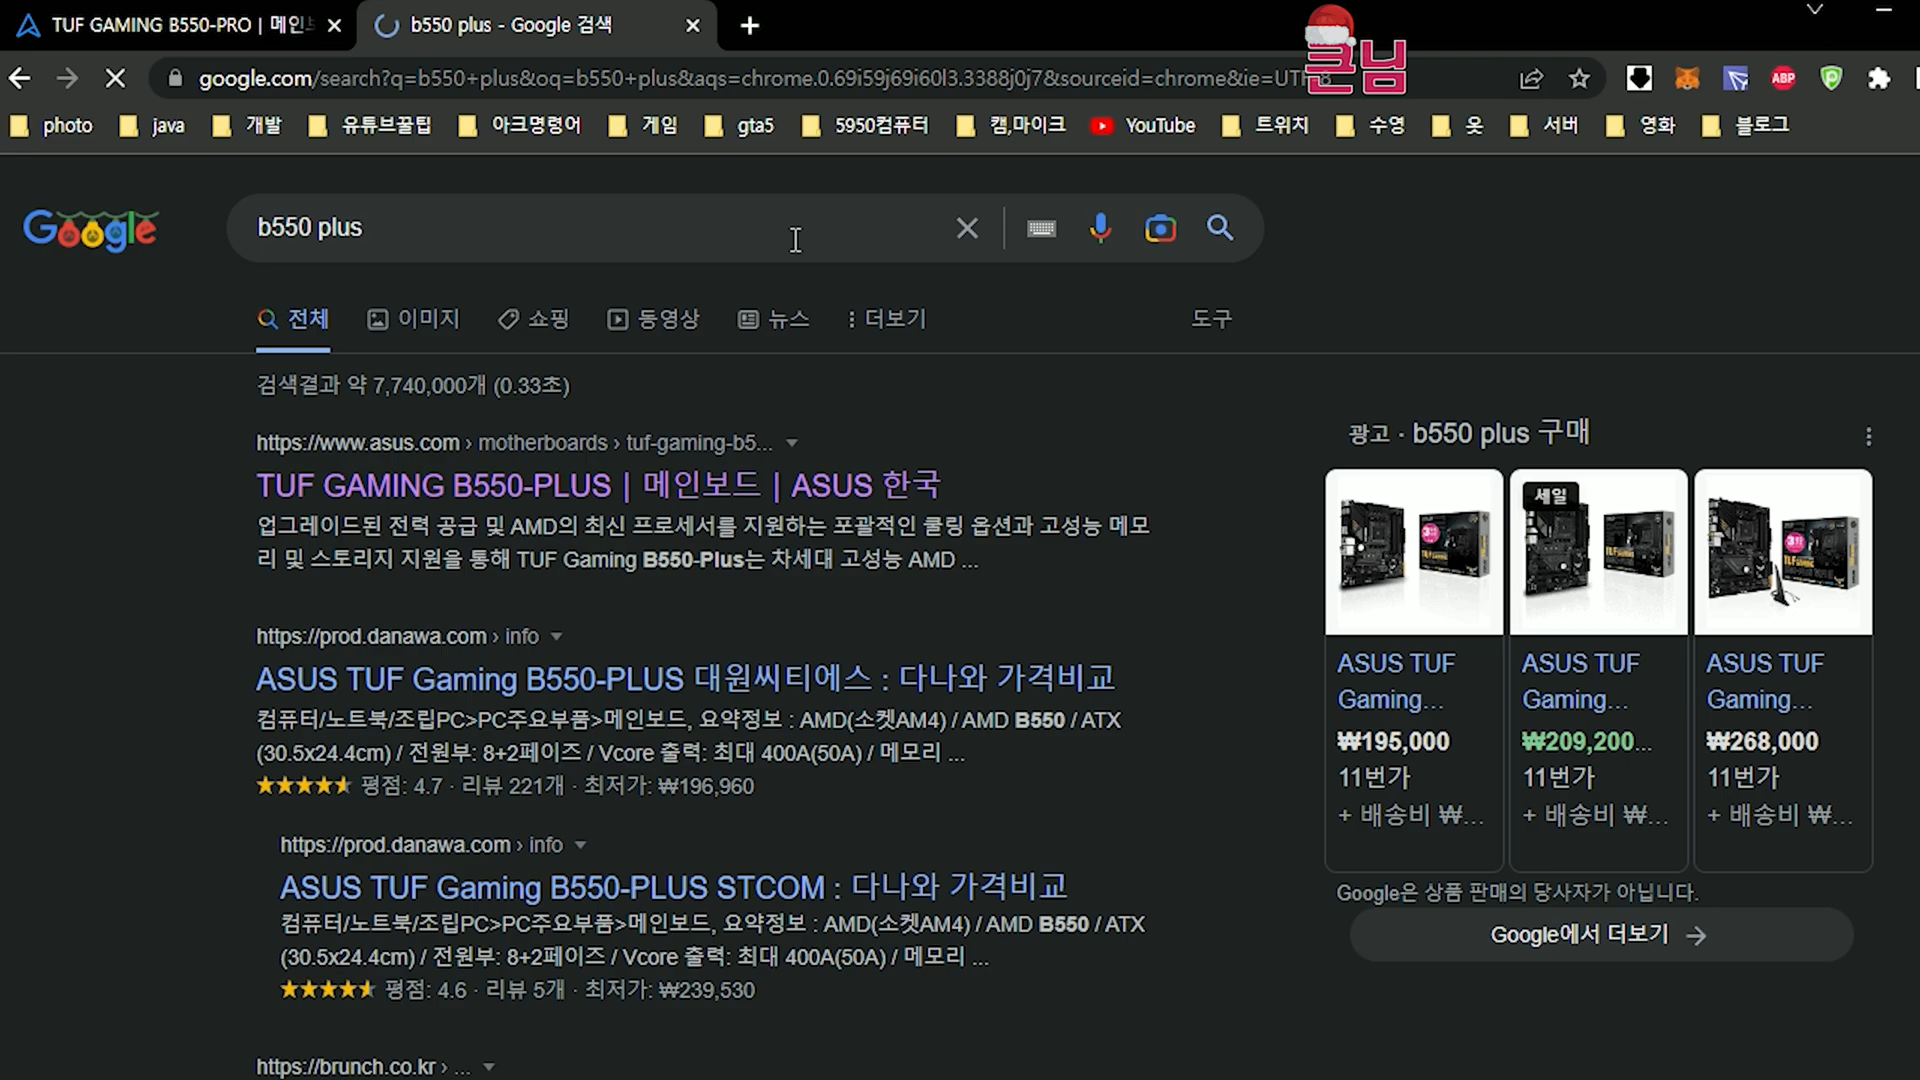 TUF GAMING B550-PRO | 메인보
b550 plus - Google 검색
큰님
google.com/search?q=b550+plus&oq=b550+plus&aqs=chrome.0.69i59j69i60l3.3388j0j7&sourceid=chrome&ie=UTF-8
ABP
photo
java
개발
유튜브꿀팁
아크명령어
게임
gta5
5950컴퓨터
캠,마이크
YouTube
트위치
수영
옷
서버
영화
블로그
Google
b550 plus
전체
이미지
쇼핑
동영상
뉴스
더보기
도구
검색결과 약 7,740,000개 (0.33초)
https://www.asus.com › motherboards › tuf-gaming-b5...
TUF GAMING B550-PLUS | 메인보드 | ASUS 한국
업그레이드된 전력 공급 및 AMD의 최신 프로세서를 지원하는 포괄적인 쿨링 옵션과 고성능 메모
리 및 스토리지 지원을 통해 TUF Gaming B550-Plus는 차세대 고성능 AMD ...
https://prod.danawa.com › info
ASUS TUF Gaming B550-PLUS 대원씨티에스 : 다나와 가격비교
컴퓨터/노트북/조립PC>PC주요부품>메인보드, 요약정보 : AMD(소켓AM4) / AMD B550 / ATX
(30.5x24.4cm) / 전원부: 8+2페이즈 / Vcore 출력: 최대 400A(50A) / 메모리 ...
평점: 4.7 · 리뷰 221개 · 최저가: ₩196,960
https://prod.danawa.com › info
ASUS TUF Gaming B550-PLUS STCOM : 다나와 가격비교
컴퓨터/노트북/조립PC>PC주요부품>메인보드, 요약정보 : AMD(소켓AM4) / AMD B550 / ATX
(30.5x24.4cm) / 전원부: 8+2페이즈 / Vcore 출력: 최대 400A(50A) / 메모리 ...
평점: 4.6 · 리뷰 5개 · 최저가: ₩239,530
https://brunch.co.kr › ...
광고 · b550 plus 구매
세일
ASUS TUF
Gaming...
₩195,000
11번가
+ 배송비 ₩...
ASUS TUF
Gaming...
₩209,200...
11번가
+ 배송비 ₩...
ASUS TUF
Gaming...
₩268,000
11번가
+ 배송비 ₩...
Google은 상품 판매의 당사자가 아닙니다.
Google에서 더보기